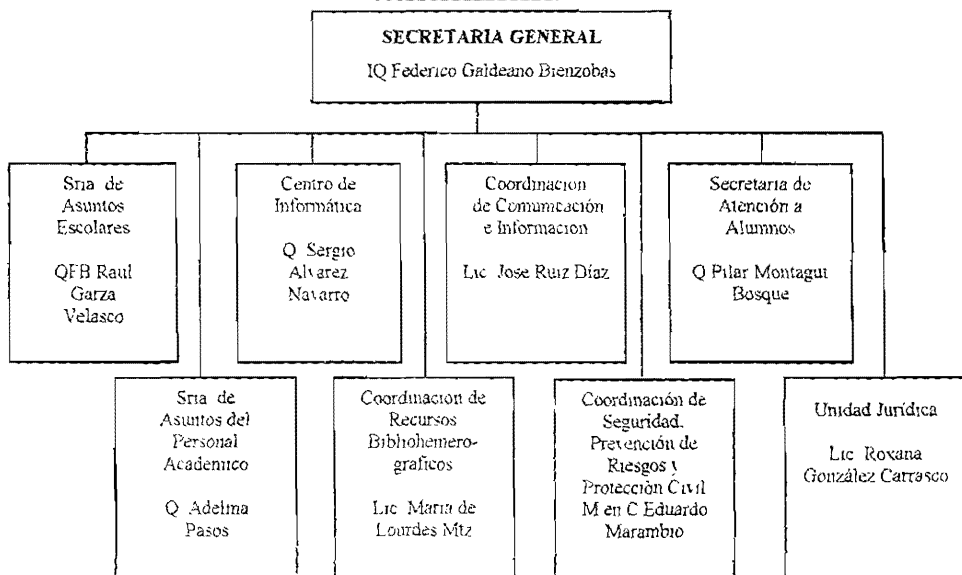 SECRETARIA GENERAL
IQ Federico Galdeano Bienzobas
Sria de
Asuntos
Escolares
QFB Raul
Garza
Velasco
Centro de
Informática
Q Sergio
Alvarez
Navarro
Coordinacion
de Comunicación
e Informacion
Lic Jose Ruiz Díaz
Secretaria de
Atención a
Alumnos
Q Pilar Montagut
Bosque
Sria de
Asuntos del
Personal
Academico
Q Adelma
Pasos
Coordinacion de
Recursos
Bibliohemero-
graficos
Lic Maria de
Lourdes Mtz
Coordinación de
Seguridad,
Prevención de
Riesgos y
Protección Civil
M en C Eduardo
Marambio
Unidad Jurídica
Lic Roxana
González Carrasco